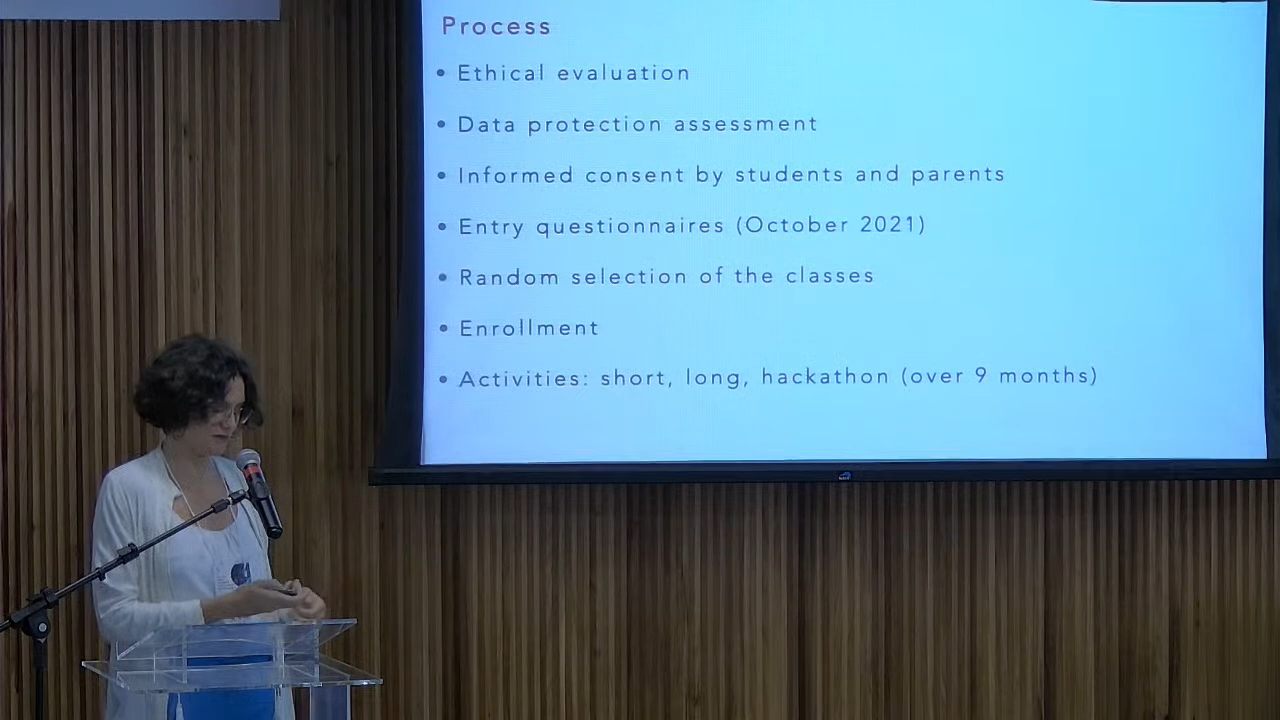 Process
• Ethical evaluation
• Data protection assessment
• Informed consent by students and parents
• Entry questionnaires (October 2021)
• Random selection of the classes
• Enrollment
• Activities: short, long, hackathon (over 9 months)